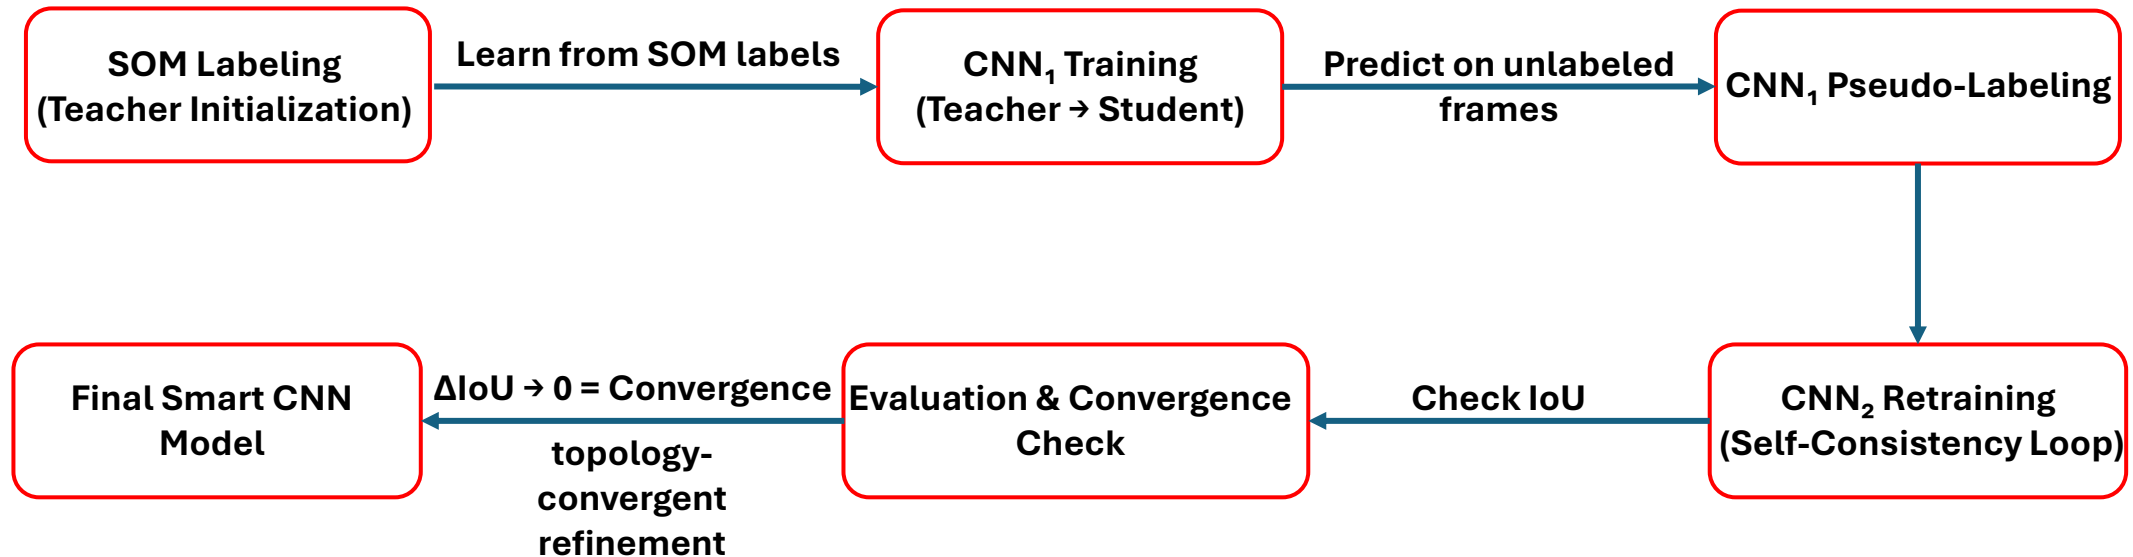 SOM Labeling
(Teacher Initialization)
Learn from SOM labels
CNN₁ Training
(Teacher → Student)
Predict on unlabeled
frames
CNN₁ Pseudo-Labeling
Final Smart CNN
Model
ΔIoU → 0 = Convergence
topology-
convergent
refinement
Evaluation & Convergence
Check
Check IoU
CNN₂ Retraining
(Self-Consistency Loop)